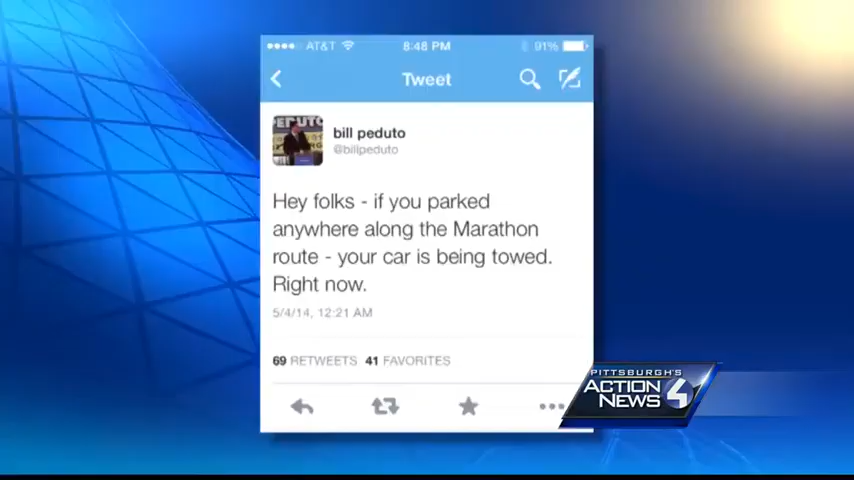 AT&T 8:48 PM 91%
Tweet
bill peduto
@billpeduto
Hey folks - if you parked
anywhere along the Marathon
route - your car is being towed.
Right now.
5/4/14, 12:21 AM
69 RETWEETS 41 FAVORITES
PITTSBURGH'S
ACTION
NEWS 4